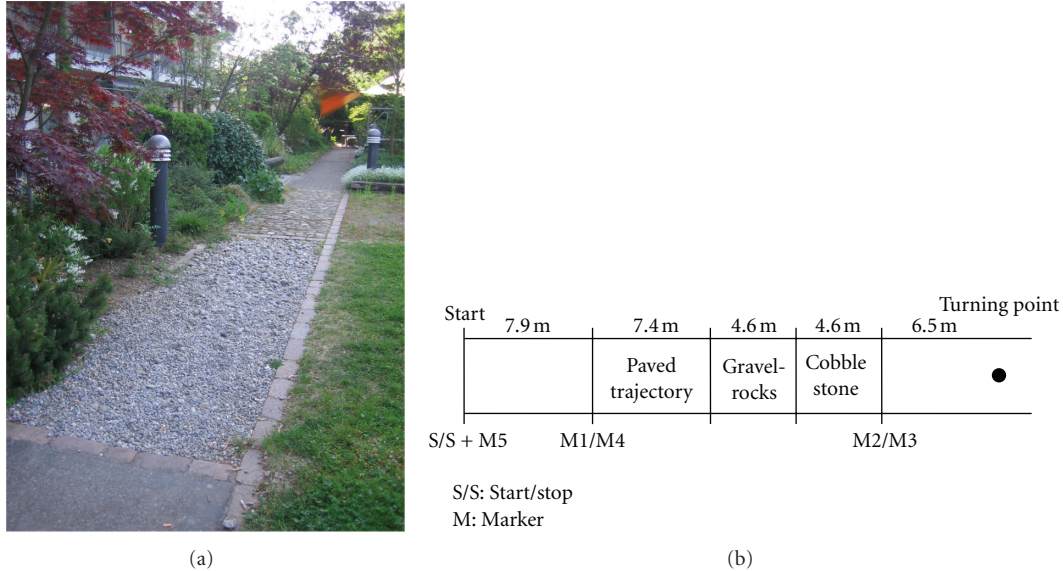 Start
Turning point
7.9 m
7.4 m
4.6 m
4.6 m
6.5 m
Paved
trajectory
Gravel-
rocks
Cobble
stone
S/S + M5
M1/M4
M2/M3
S/S: Start/stop
M: Marker
(a)
(b)